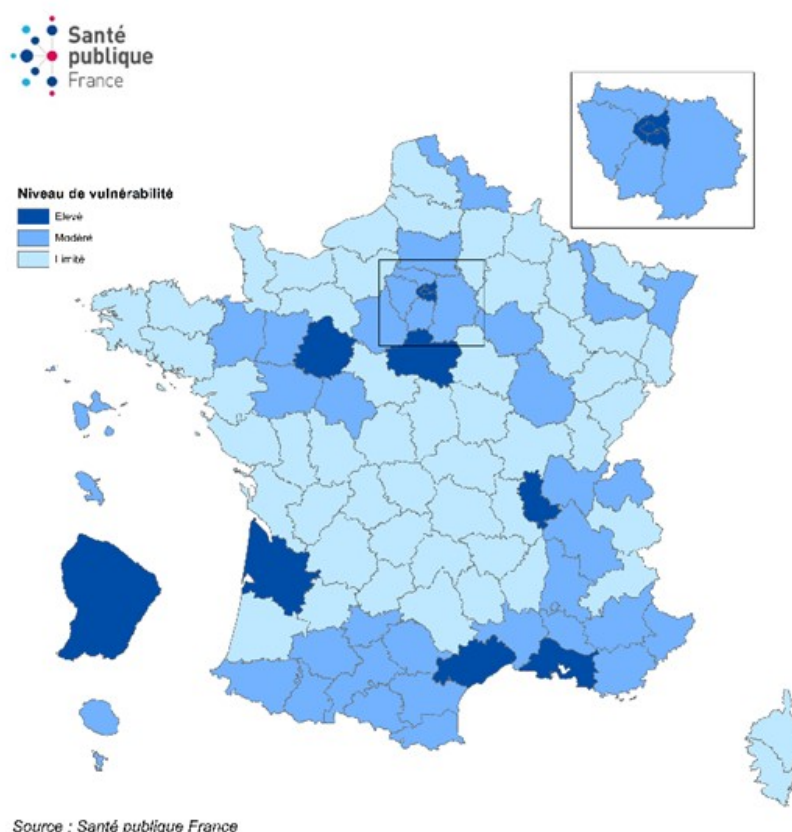 Santé
publique
France
Niveau de vulnérabilité
Elevé
Modéré
Limité
Source : Santé publique France